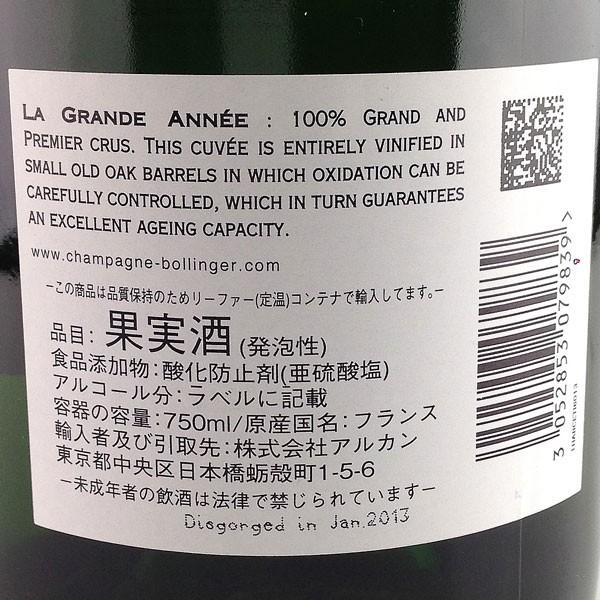 LA GRANDE ANNÉE : 100% GRAND AND
PREMIER CRUS. THIS CUVÉE IS ENTIRELY VINIFIED IN
SMALL OLD OAK BARRELS IN WHICH OXIDATION CAN BE
CAREFULLY CONTROLLED, WHICH IN TURN GUARANTEES
AN EXCELLENT AGEING CAPACITY.
www.champagne-bollinger.com
−この商品は品質保持のためリーファー(定温)コンテナで輸入してます。−
品目: 果実酒 (発泡性)
食品添加物:酸化防止剤(亜硫酸塩)
アルコール分:ラベルに記載
容器の容量:750ml/原産国名:フランス
輸入者及び引取先:株式会社アルカン
東京都中央区日本橋蛎殻町1-5-6
−未成年者の飲酒は法律で禁じられています−
Disgorged in Jan.2013
3 052853 079839 >